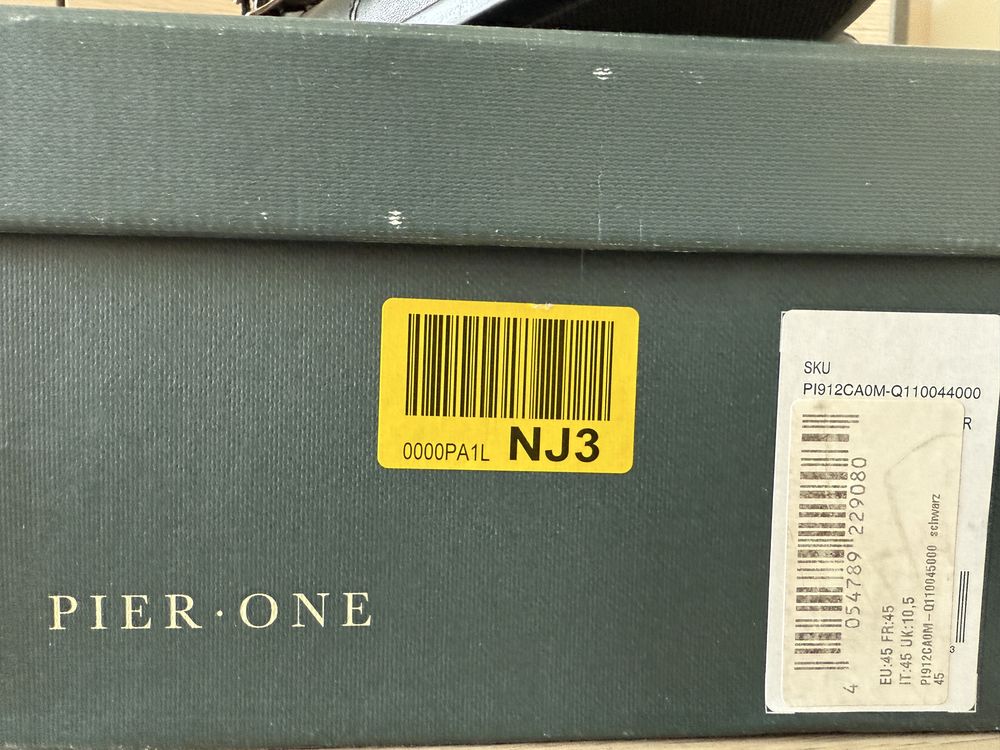 0000PA1L NJ3
PIER·ONE
SKU
PI912CA0M-Q110044000
R
4 054789 229080
EU:45 FR:45
IT:45 UK:10,5
PI912CA0M-Q110045000 schwarz
45
3